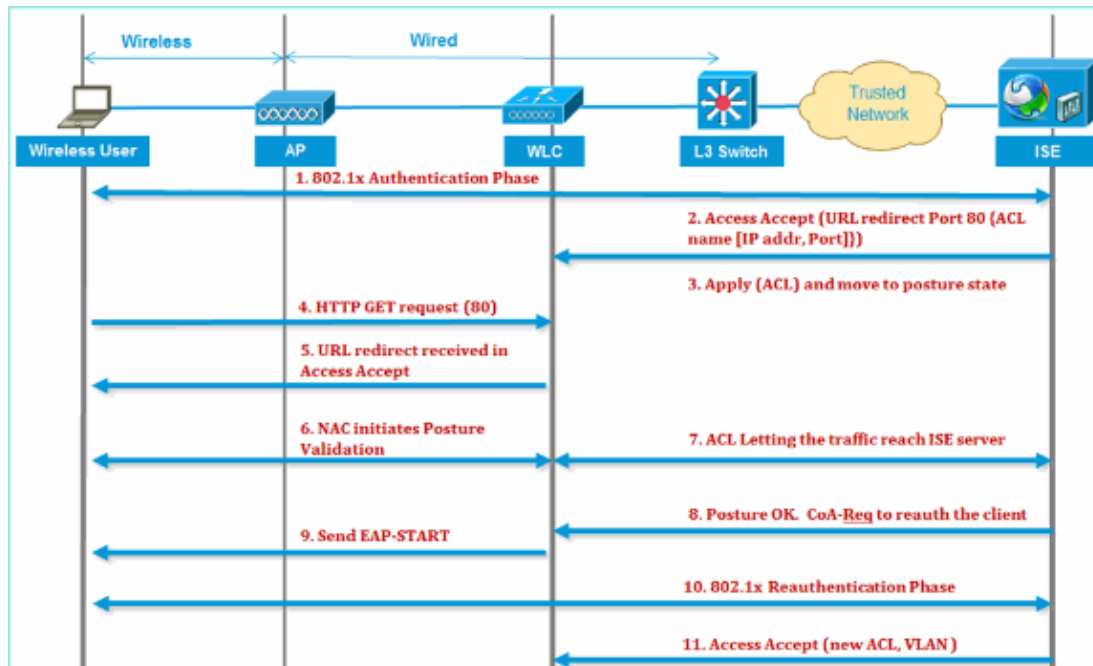 Wireless
Wired
Trusted
Network
Wireless User
AP
WLC
L3 Switch
ISE
1. 802.1x Authentication Phase
2. Access Accept (URL redirect Port 80 (ACL
name [IP addr, Port]))
3. Apply (ACL) and move to posture state
4. HTTP GET request (80)
5. URL redirect received in
Access Accept
6. NAC initiates Posture
Validation
7. ACL Letting the traffic reach ISE server
8. Posture OK. CoA-Req to reauth the client
9. Send EAP-START
10. 802.1x Reauthentication Phase
11. Access Accept (new ACL, VLAN )